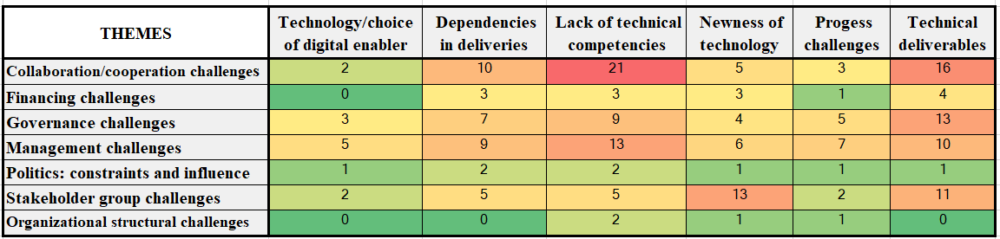 THEMES Technology/choice of digital enabler Dependencies in deliveries Lack of technical competencies Newness of technology Progess challenges Technical deliverables
Collaboration/cooperation challenges 2 10 21 5 3 16
Financing challenges 0 3 3 3 1 4
Governance challenges 3 7 9 4 5 13
Management challenges 5 9 13 6 7 10
Politics: constraints and influence 1 2 2 1 1 1
Stakeholder group challenges 2 5 5 13 2 11
Organizational structural challenges 0 0 2 1 1 0